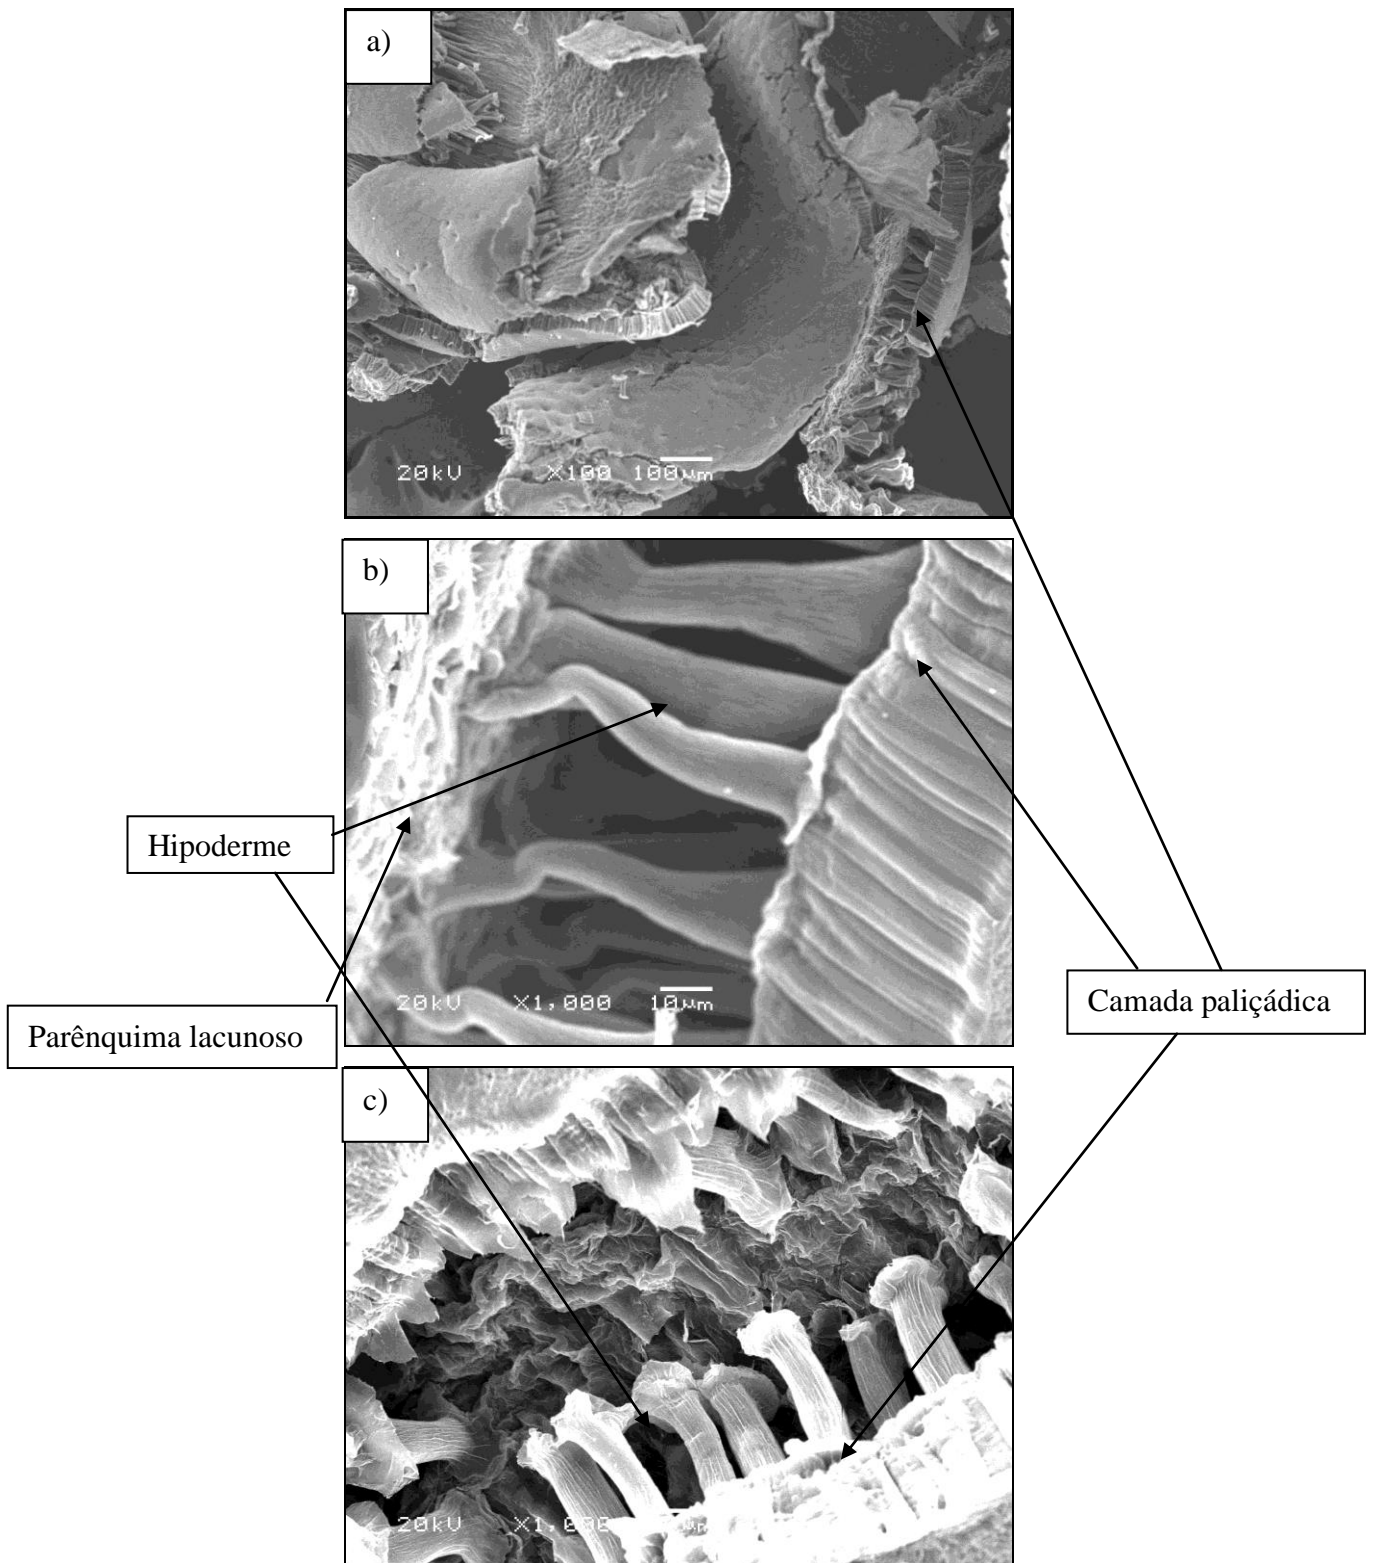 a)
20kV X100 100µm
b)
Hipoderme
20kV X1,000 10µm
Camada paliçádica
Parênquima lacunoso
c)
20kV